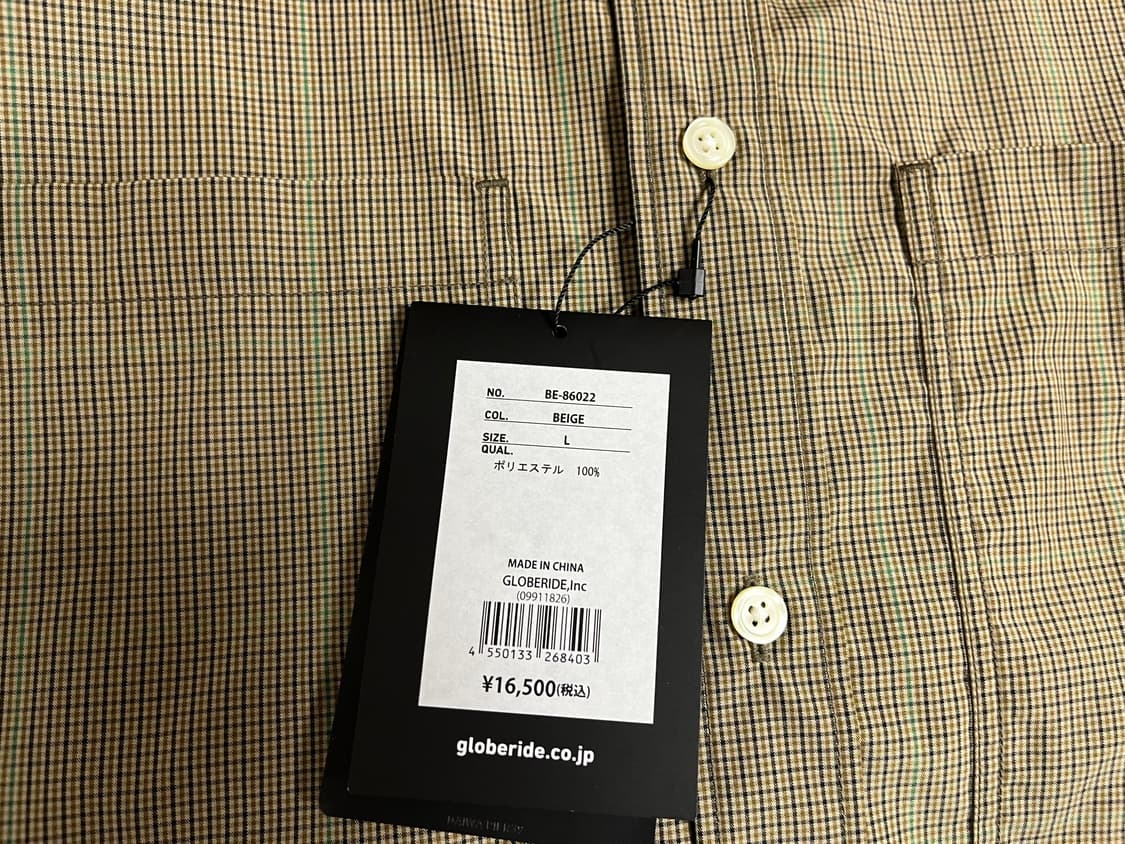 NO. BE-86022
COL. BEIGE
SIZE. L
QUAL.
ポリエステル 100%
MADE IN CHINA
GLOBERIDE,Inc
(09911826)
4 550133 268403
¥16,500(税込)
globeride.co.jp